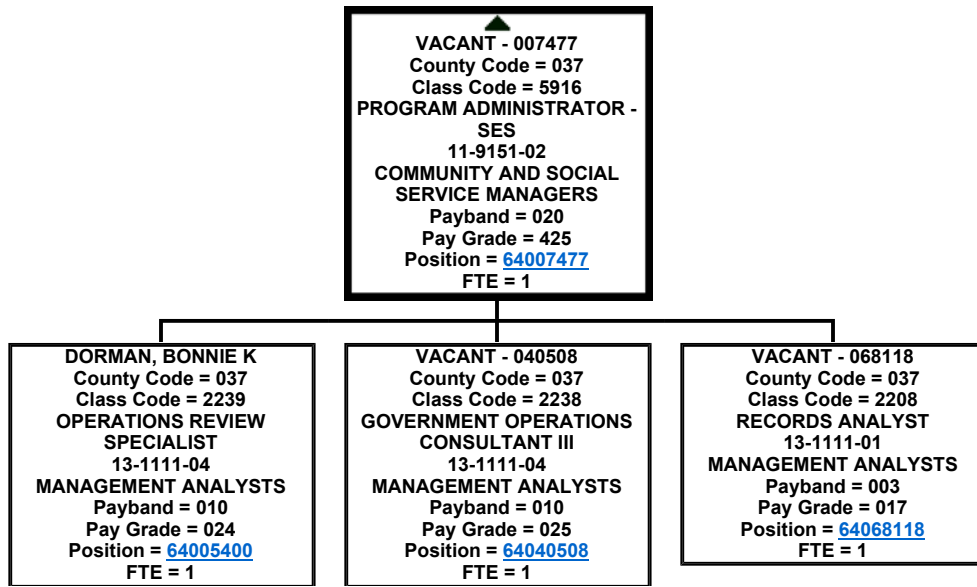 VACANT - 007477
County Code = 037
Class Code = 5916
PROGRAM ADMINISTRATOR -
SES
11-9151-02
COMMUNITY AND SOCIAL
SERVICE MANAGERS
Payband = 020
Pay Grade = 425
Position = 64007477
FTE = 1
DORMAN, BONNIE K
County Code = 037
Class Code = 2239
OPERATIONS REVIEW
SPECIALIST
13-1111-04
MANAGEMENT ANALYSTS
Payband = 010
Pay Grade = 024
Position = 64005400
FTE = 1
VACANT - 040508
County Code = 037
Class Code = 2238
GOVERNMENT OPERATIONS
CONSULTANT III
13-1111-04
MANAGEMENT ANALYSTS
Payband = 010
Pay Grade = 025
Position = 64040508
FTE = 1
VACANT - 068118
County Code = 037
Class Code = 2208
RECORDS ANALYST
13-1111-01
MANAGEMENT ANALYSTS
Payband = 003
Pay Grade = 017
Position = 64068118
FTE = 1